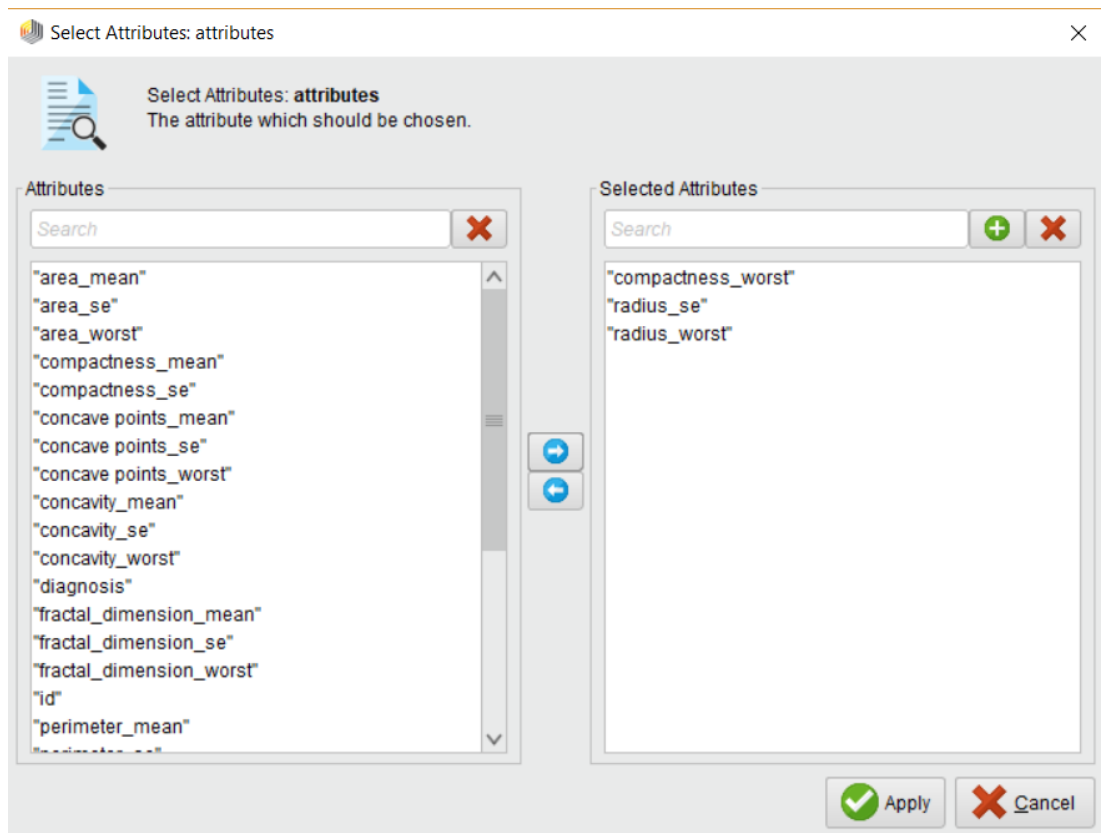 Select Attributes: attributes
Select Attributes: attributes
The attribute which should be chosen.
Attributes
Search
"area_mean"
"area_se"
"area_worst"
"compactness_mean"
"compactness_se"
"concave points_mean"
"concave points_se"
"concave points_worst"
"concavity_mean"
"concavity_se"
"concavity_worst"
"diagnosis"
"fractal_dimension_mean"
"fractal_dimension_se"
"fractal_dimension_worst"
"id"
"perimeter_mean"
Selected Attributes
Search
"compactness_worst"
"radius_se"
"radius_worst"
Apply
Cancel